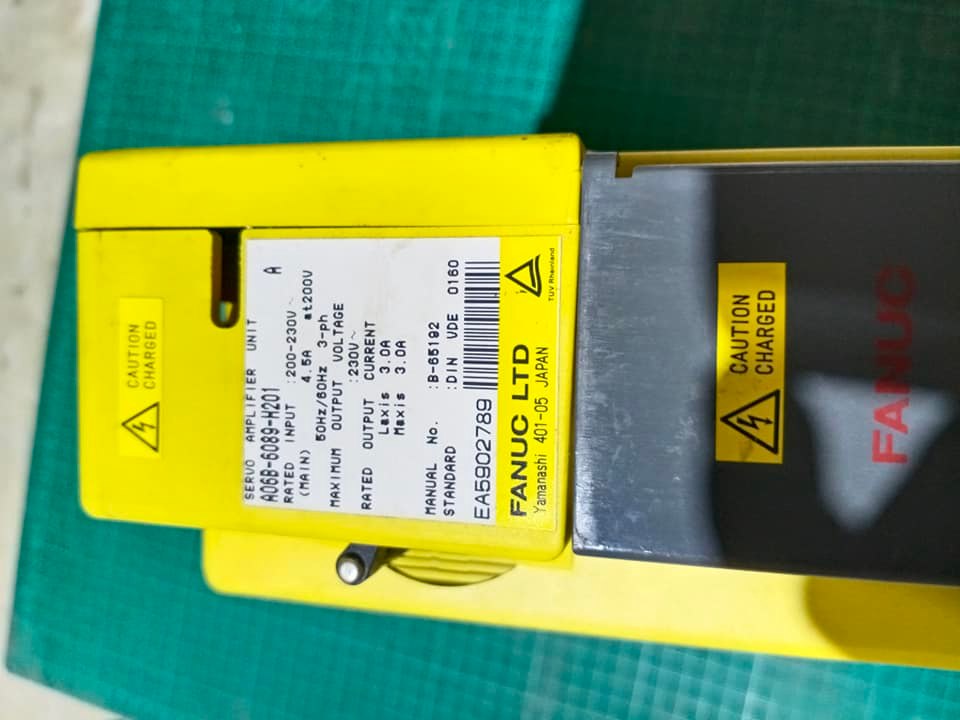 CAUTION
CHARGED
SERVO AMPLIFIER UNIT
A06B-6089-H201 A
RATED INPUT :200-230V~
(MAIN) 4.5A at200V
50Hz/60Hz 3-ph
MAXIMUM OUTPUT VOLTAGE
:230V~
RATED OUTPUT CURRENT
Laxis 3.0A
Maxis 3.0A
MANUAL No. :B-65192
STANDARD :DIN VDE 0160
EA5902789
FANUC LTD
Yamanashi 401-05 JAPAN
TUV Rheinland
CAUTION
CHARGED
FANUC